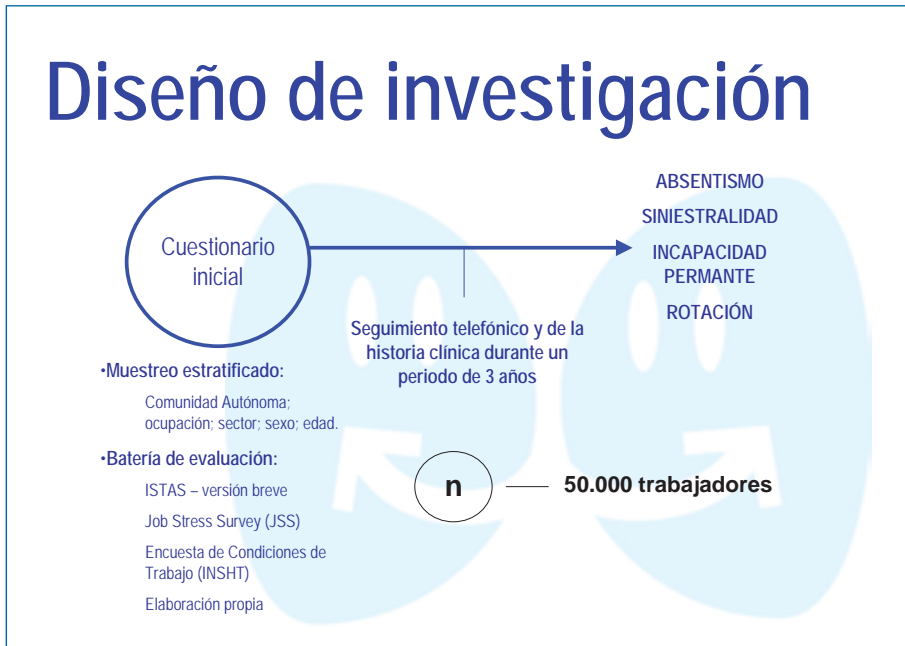 Diseño de investigación
Cuestionario
inicial
ABSENTISMO
SINIESTRALIDAD
INCAPACIDAD
PERMANTE
ROTACIÓN
Seguimiento telefónico y de la
historia clínica durante un
periodo de 3 años
•Muestreo estratificado:
Comunidad Autónoma;
ocupación; sector; sexo; edad.
•Batería de evaluación:
ISTAS – versión breve
Job Stress Survey (JSS)
Encuesta de Condiciones de
Trabajo (INSHT)
Elaboración propia
n
50.000 trabajadores